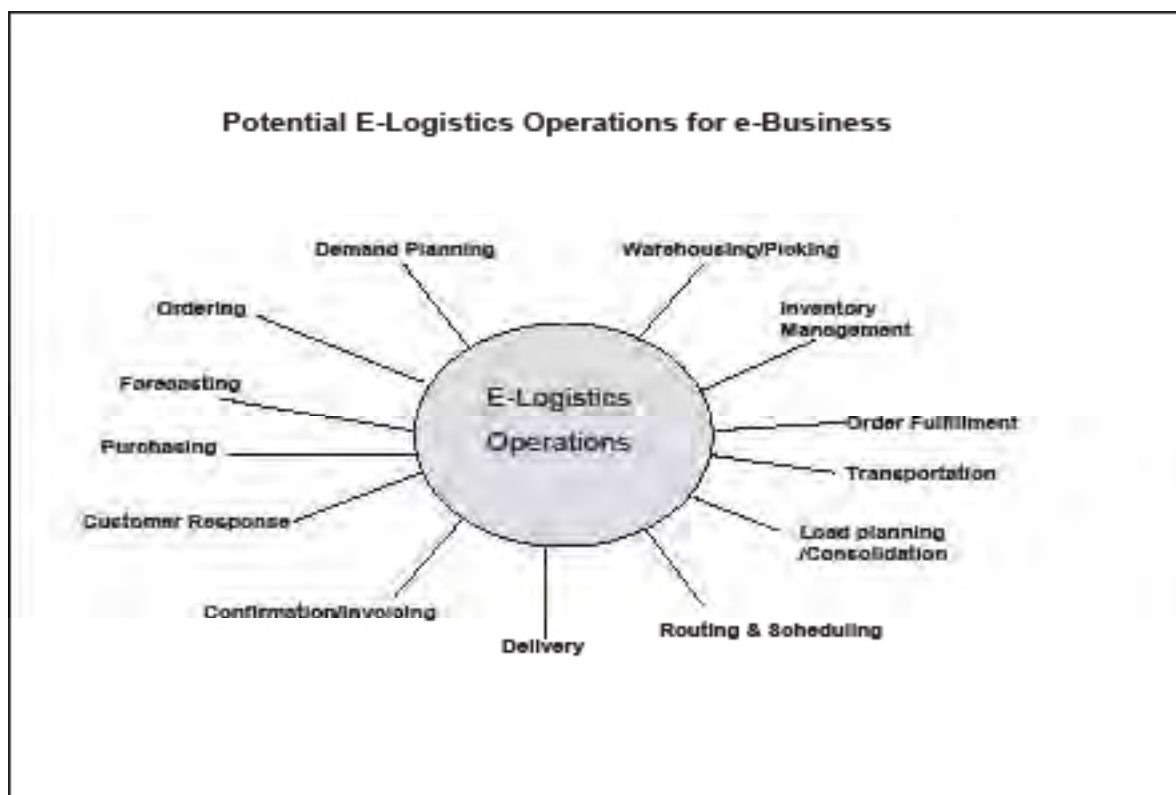 Potential E-Logistics Operations for e-Business
Demand Planning
Warehousing/Picking
Ordering
Inventory
Management
Forecasting
E-Logistics
Operations
Order Fulfillment
Purchasing
Transportation
Customer Response
Load planning
/Consolidation
Confirmation/Invoicing
Routing & Scheduling
Delivery